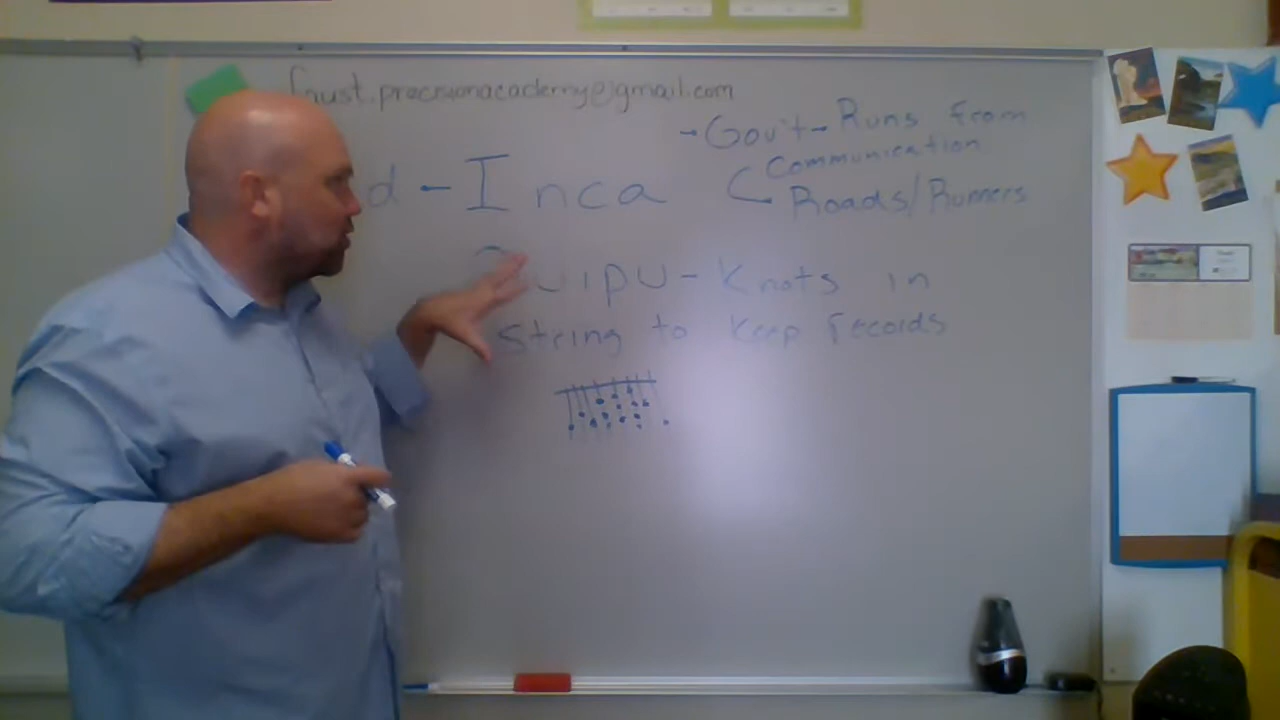 faust.precisionacademy@gmail.com
- Gov't - Runs from
Communication
Roads/Runners
d - Inca
Quipu - Knots in
string to keep records